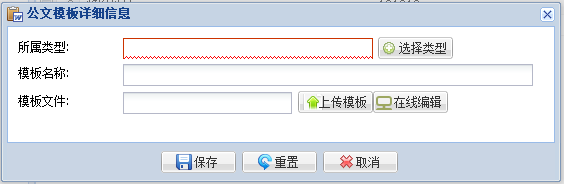 公文模板详细信息
所属类型: 选择类型
模板名称:
模板文件: 上传模板 在线编辑
保存 重置 取消